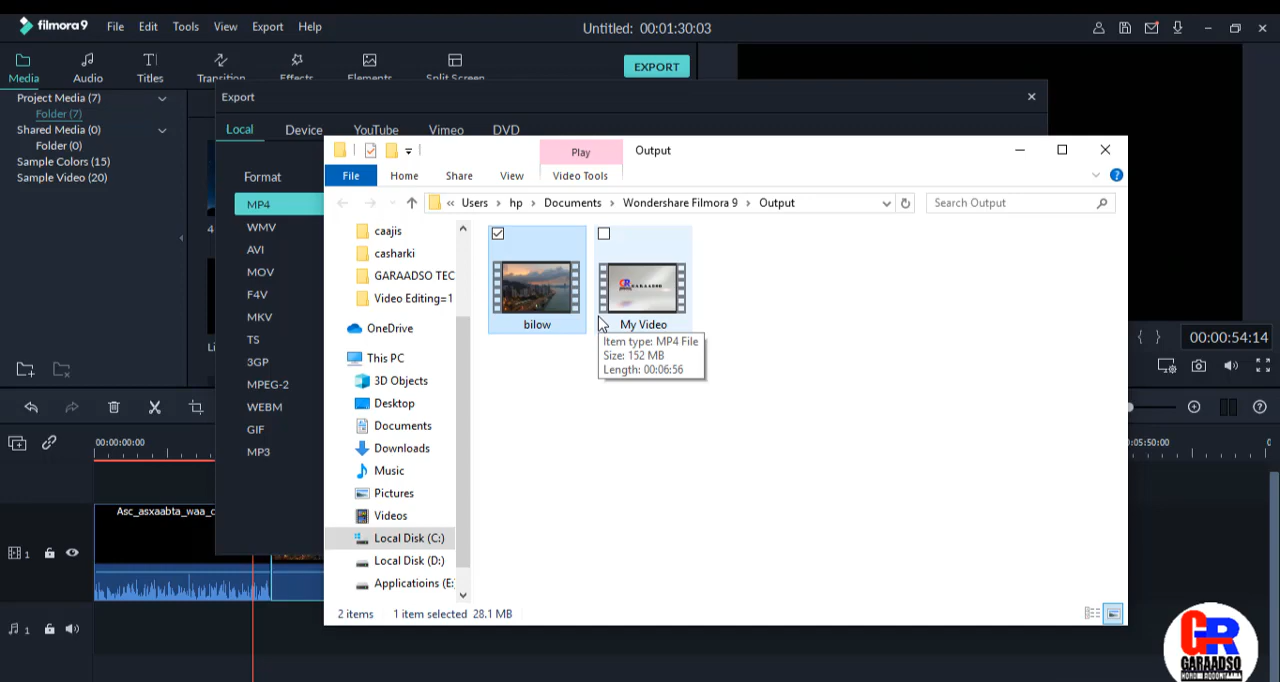 filmora9 File Edit Tools View Export Help Untitled: 00:01:30:03
Media Audio Titles Transition Effects Elements Split Screen EXPORT
Project Media (7)
Folder (7)
Shared Media (0)
Folder (0)
Sample Colors (15)
Sample Video (20)
Export
Local Device YouTube Vimeo DVD
Format
MP4
WMV
AVI
MOV
F4V
MKV
TS
3GP
MPEG-2
WEBM
GIF
MP3
Play Output
File Home Share View Video Tools
« Users › hp › Documents › Wondershare Filmora 9 › Output
Search Output
caajis
casharki
GARAADSO TEC
Video Editing=1
OneDrive
This PC
3D Objects
Desktop
Documents
Downloads
Music
Pictures
Videos
Local Disk (C:)
Local Disk (D:)
Applicatioins (E:
GARAADSO
bilow
My Video
Item type: MP4 File
Size: 152 MB
Length: 00:06:56
2 items 1 item selected 28.1 MB
00:00:54:14
00:00:00:00
:05:50:00
Asc_asxaabta_waa_c
1
1
GR
GARAADSO